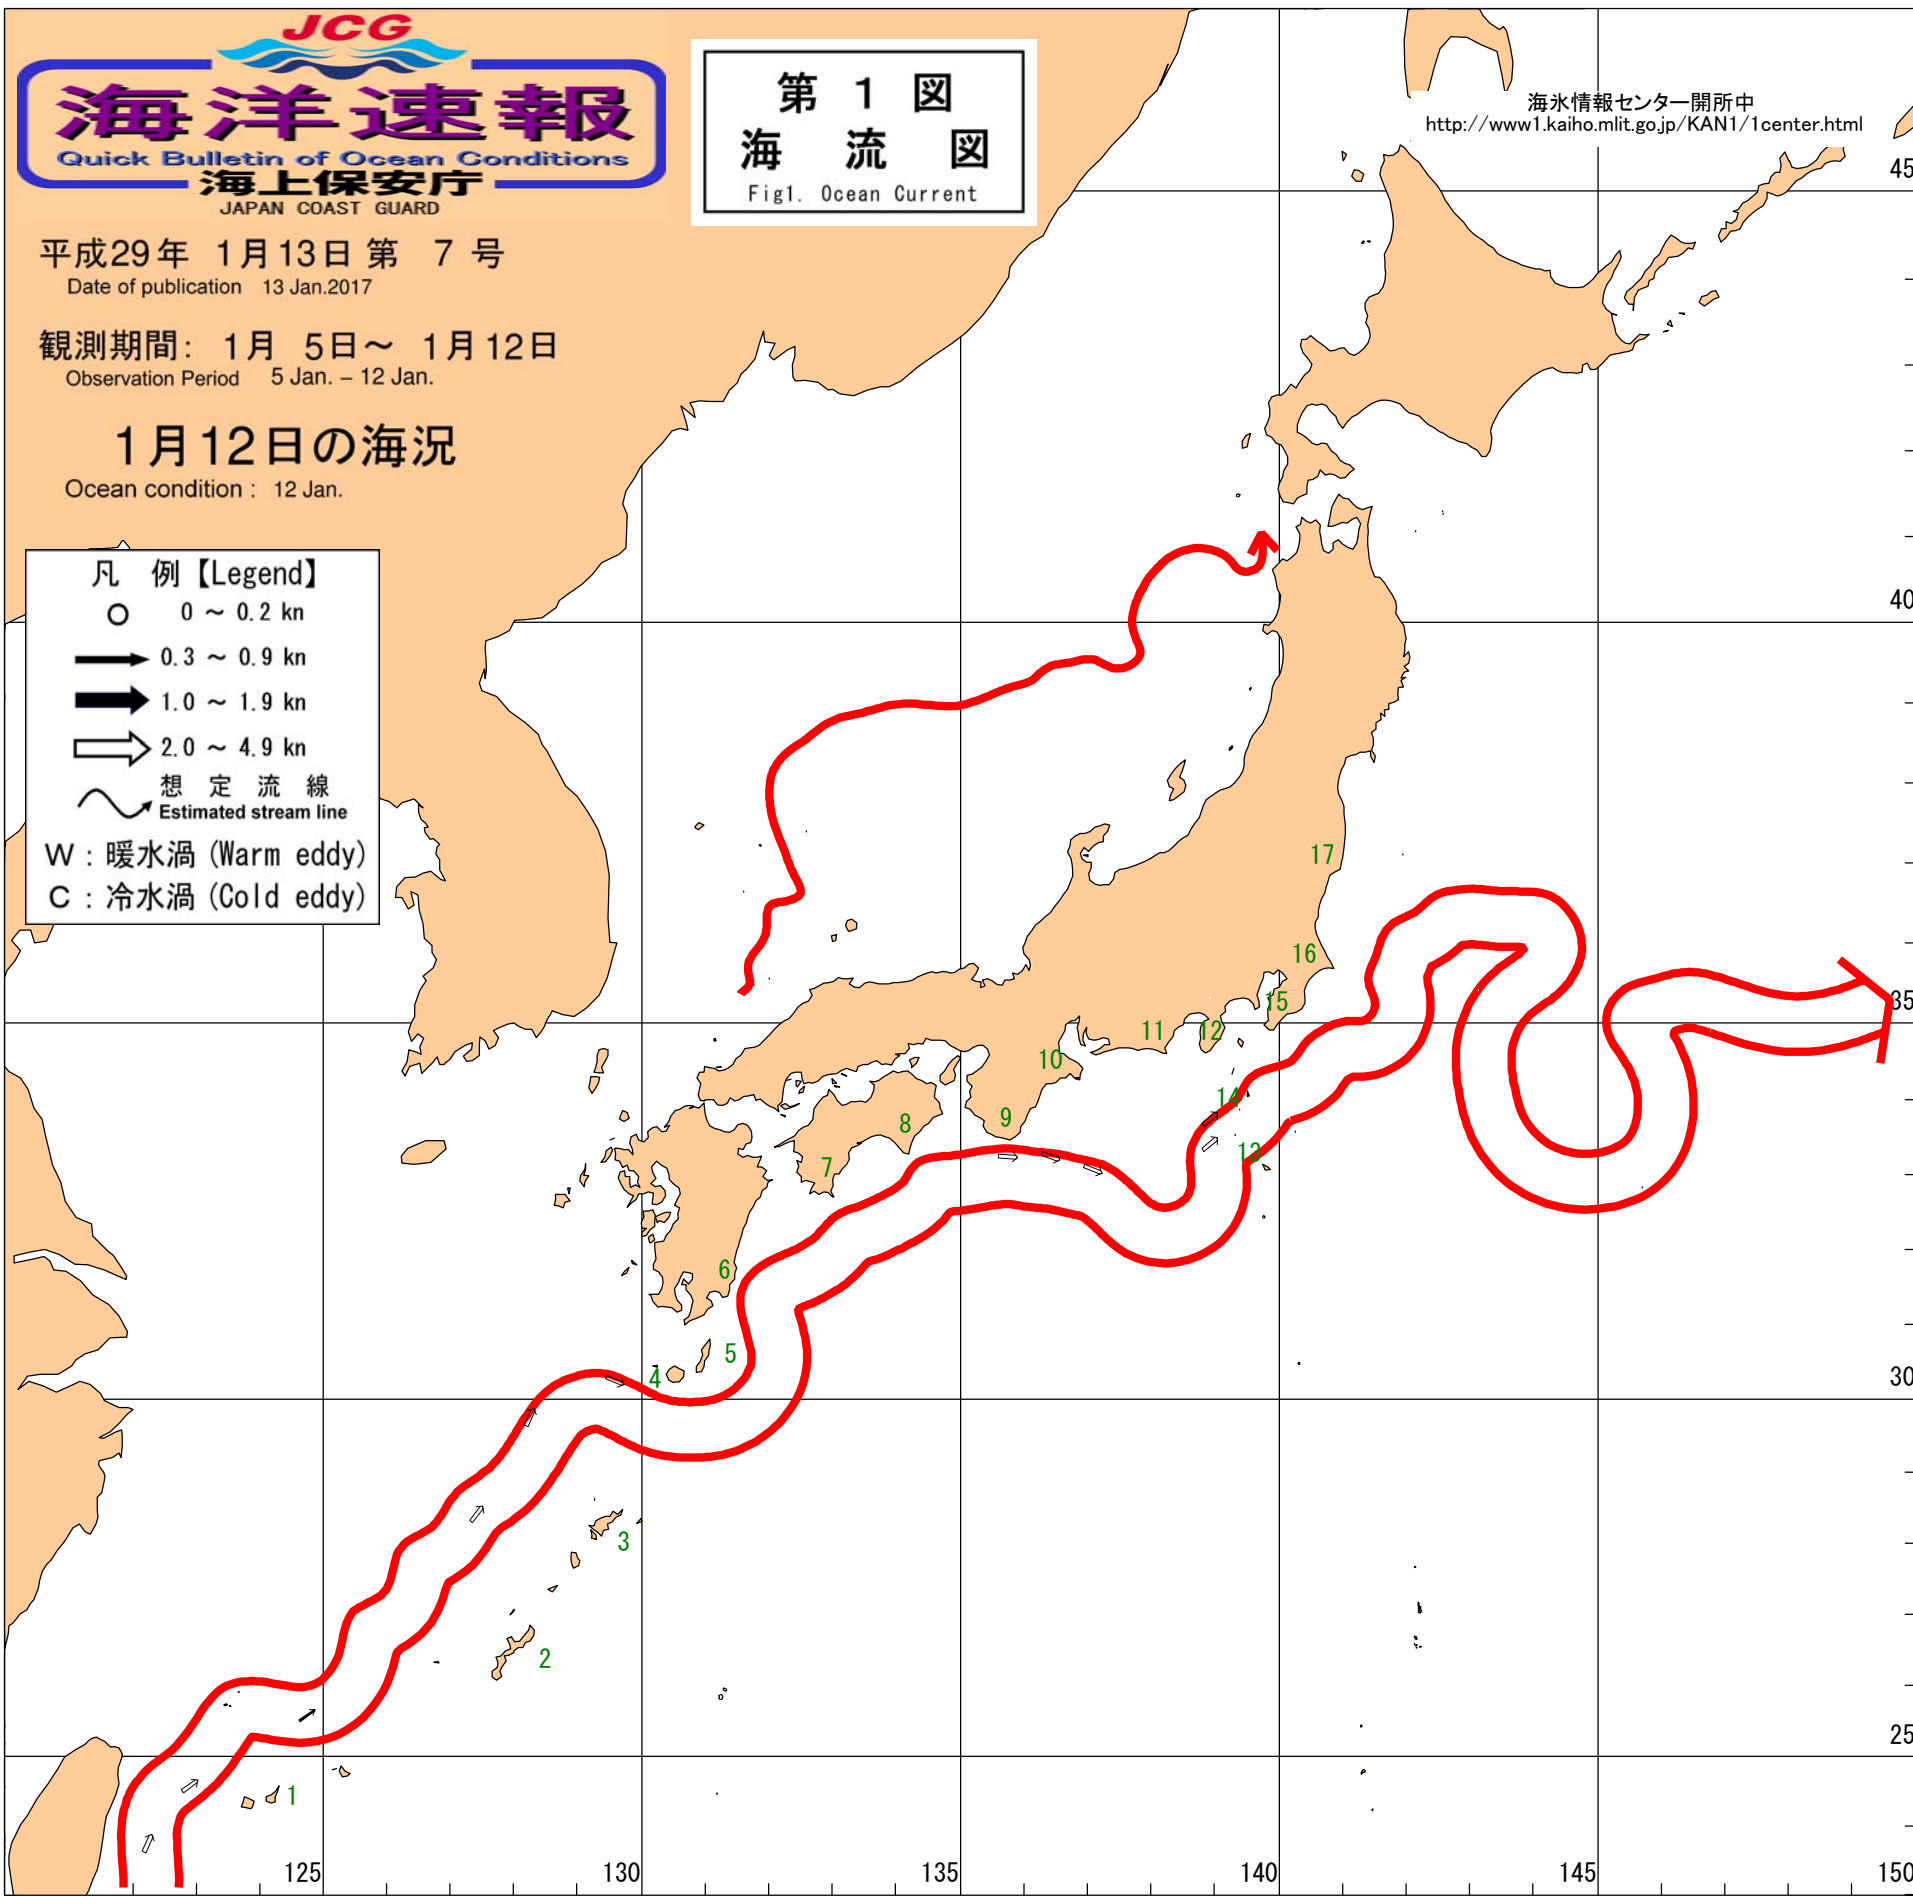 JCG
海洋速報
Quick Bulletin of Ocean Conditions
海上保安庁
JAPAN COAST GUARD
第 1 図
海 流 図
Fig1. Ocean Current
海氷情報センター開所中
http://www1.kaiho.mlit.go.jp/KAN1/1center.html
平成29年 1月13日 第 7 号
Date of publication 13 Jan.2017
観測期間: 1月 5日～ 1月12日
Observation Period 5 Jan. – 12 Jan.
1月12日の海況
Ocean condition : 12 Jan.
凡 例【Legend】
0 ～ 0.2 kn
0.3 ～ 0.9 kn
1.0 ～ 1.9 kn
2.0 ～ 4.9 kn
想 定 流 線
Estimated stream line
W : 暖水渦 (Warm eddy)
C : 冷水渦 (Cold eddy)
45
40
35
30
25
17
16
15
12
11
10
14
13
9
8
7
6
5
4
3
2
1
125
130
135
140
145
150